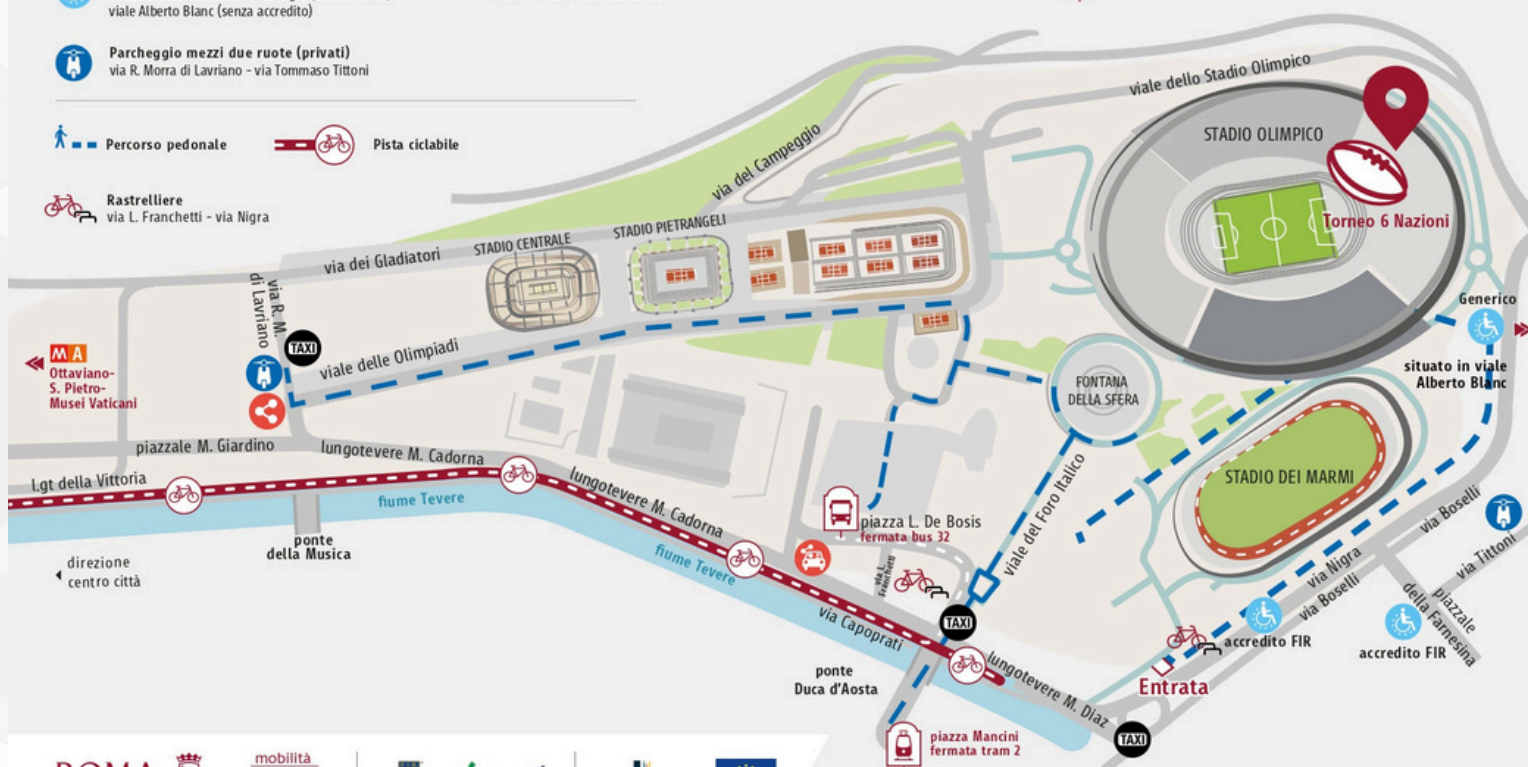 viale Alberto Blanc (senza accredito)
Parcheggio mezzi due ruote (privati)
via R. Morra di Lavriano - via Tommaso Tittoni
Percorso pedonale
Pista ciclabile
Rastrelliere
via L. Franchetti - via Nigra
viale dello Stadio Olimpico
STADIO OLIMPICO
via del Campeggio
Torneo 6 Nazioni
STADIO PIETRANGELI
STADIO CENTRALE
via dei Gladiatori
via R. M.
di Lavriano
TAXI
viale delle Olimpiadi
M A
Ottaviano-
S. Pietro-
Musei Vaticani
Generico
situato in viale
Alberto Blanc
FONTANA
DELLA SFERA
piazzale M. Giardino
lungotevere M. Cadorna
Lgt della Vittoria
fiume Tevere
lungotevere M. Cadorna
STADIO DEI MARMI
ponte
della Musica
direzione
centro città
fiume Tevere
piazza L. De Bosis
fermata bus 32
via L.
Franchetti
viale del Foro Italico
via Boselli
via Tittoni
via Nigra
via Boselli
piazzale
della Farnesina
via Capoprati
TAXI
accredito FIR
accredito FIR
ponte
Duca d'Aosta
lungotevere M. Diaz
Entrata
piazza Mancini
fermata tram 2
TAXI
ROMA
mobilità